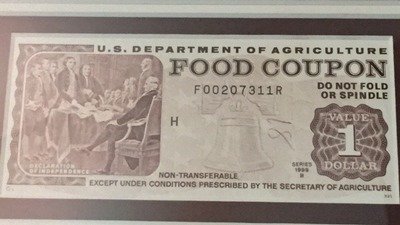 U.S. DEPARTMENT OF AGRICULTURE
FOOD COUPON
F00207311R
DO NOT FOLD
OR SPINDLE
H
VALUE
1
DOLLAR
DECLARATION
OF INDEPENDENCE
SERIES
1999
B
NON-TRANSFERABLE
EXCEPT UNDER CONDITIONS PRESCRIBED BY THE SECRETARY OF AGRICULTURE